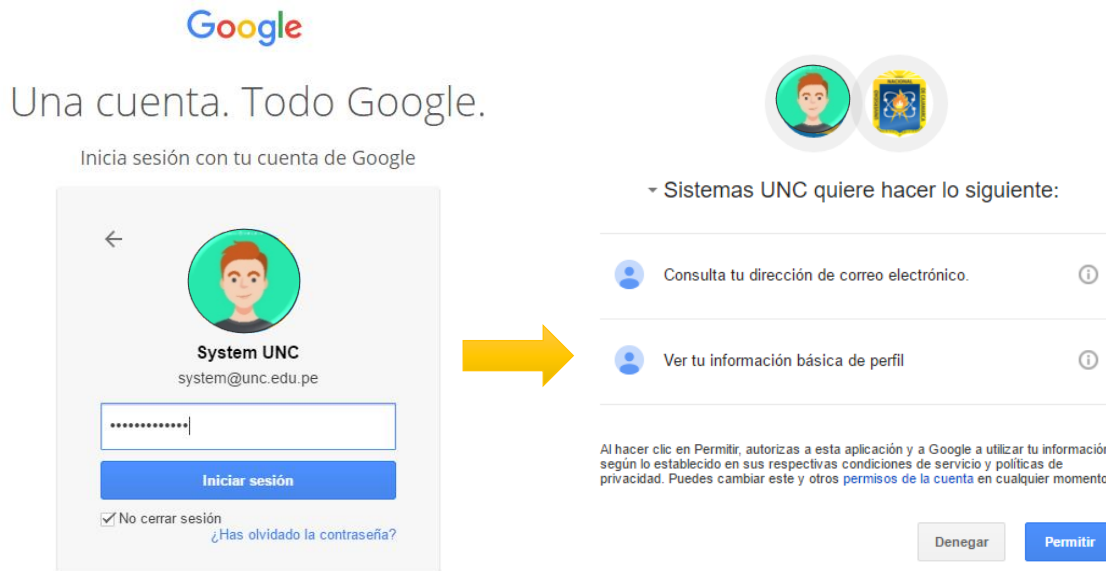 Google
Una cuenta. Todo Google.
Inicia sesión con tu cuenta de Google
System UNC
system@unc.edu.pe
•••••••••••••
Iniciar sesión
No cerrar sesión
¿Has olvidado la contraseña?
Sistemas UNC quiere hacer lo siguiente:
Consulta tu dirección de correo electrónico.
Ver tu información básica de perfil
Al hacer clic en Permitir, autorizas a esta aplicación y a Google a utilizar tu información
según lo establecido en sus respectivas condiciones de servicio y políticas de
privacidad. Puedes cambiar este y otros permisos de la cuenta en cualquier momento
Denegar
Permitir